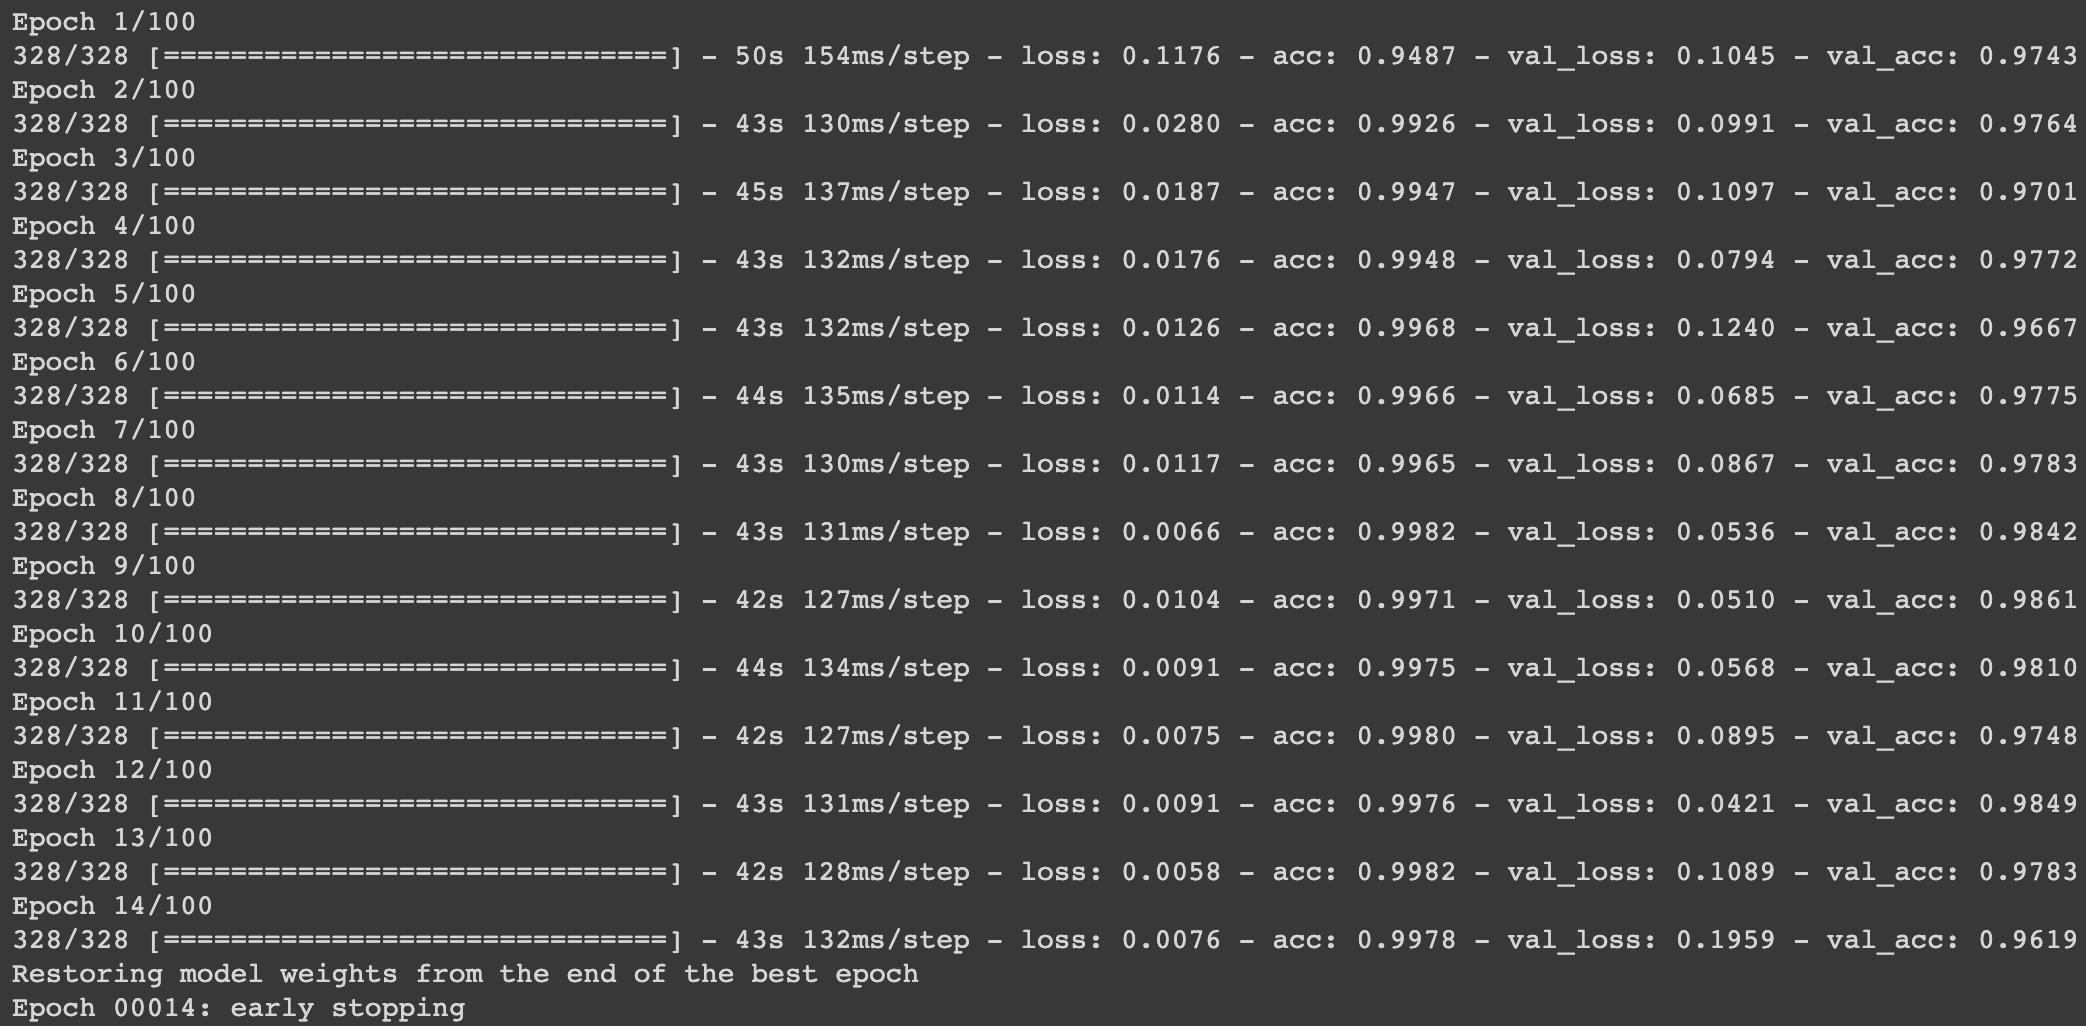 Epoch 1/100
328/328 [==============================] - 50s 154ms/step - loss: 0.1176 - acc: 0.9487 - val_loss: 0.1045 - val_acc: 0.9743
Epoch 2/100
328/328 [==============================] - 43s 130ms/step - loss: 0.0280 - acc: 0.9926 - val_loss: 0.0991 - val_acc: 0.9764
Epoch 3/100
328/328 [==============================] - 45s 137ms/step - loss: 0.0187 - acc: 0.9947 - val_loss: 0.1097 - val_acc: 0.9701
Epoch 4/100
328/328 [==============================] - 43s 132ms/step - loss: 0.0176 - acc: 0.9948 - val_loss: 0.0794 - val_acc: 0.9772
Epoch 5/100
328/328 [==============================] - 43s 132ms/step - loss: 0.0126 - acc: 0.9968 - val_loss: 0.1240 - val_acc: 0.9667
Epoch 6/100
328/328 [==============================] - 44s 135ms/step - loss: 0.0114 - acc: 0.9966 - val_loss: 0.0685 - val_acc: 0.9775
Epoch 7/100
328/328 [==============================] - 43s 130ms/step - loss: 0.0117 - acc: 0.9965 - val_loss: 0.0867 - val_acc: 0.9783
Epoch 8/100
328/328 [==============================] - 43s 131ms/step - loss: 0.0066 - acc: 0.9982 - val_loss: 0.0536 - val_acc: 0.9842
Epoch 9/100
328/328 [==============================] - 42s 127ms/step - loss: 0.0104 - acc: 0.9971 - val_loss: 0.0510 - val_acc: 0.9861
Epoch 10/100
328/328 [==============================] - 44s 134ms/step - loss: 0.0091 - acc: 0.9975 - val_loss: 0.0568 - val_acc: 0.9810
Epoch 11/100
328/328 [==============================] - 42s 127ms/step - loss: 0.0075 - acc: 0.9980 - val_loss: 0.0895 - val_acc: 0.9748
Epoch 12/100
328/328 [==============================] - 43s 131ms/step - loss: 0.0091 - acc: 0.9976 - val_loss: 0.0421 - val_acc: 0.9849
Epoch 13/100
328/328 [==============================] - 42s 128ms/step - loss: 0.0058 - acc: 0.9982 - val_loss: 0.1089 - val_acc: 0.9783
Epoch 14/100
328/328 [==============================] - 43s 132ms/step - loss: 0.0076 - acc: 0.9978 - val_loss: 0.1959 - val_acc: 0.9619
Restoring model weights from the end of the best epoch
Epoch 00014: early stopping